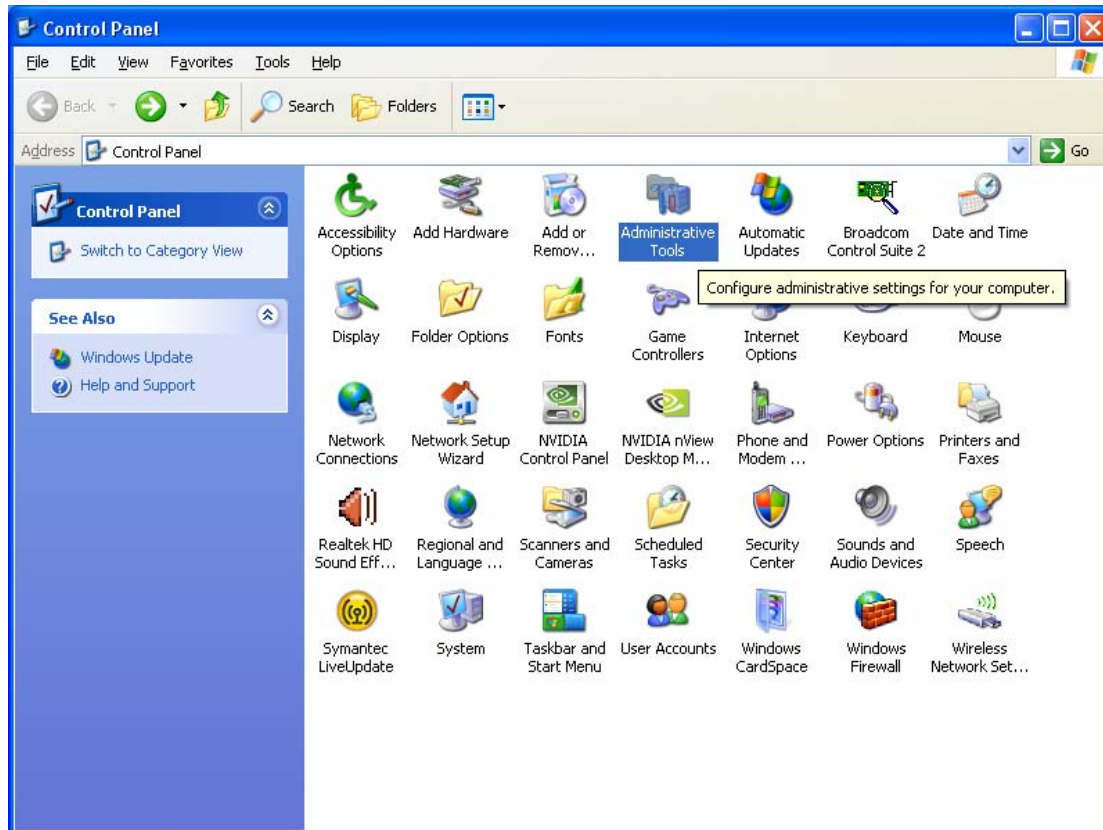 Control Panel
File Edit View Favorites Tools Help
Back Search Folders
Address Control Panel Go
Control Panel
Switch to Category View
See Also
Windows Update
Help and Support
Accessibility Options
Add Hardware
Add or Remov...
Administrative Tools
Automatic Updates
Broadcom Control Suite 2
Date and Time
Configure administrative settings for your computer.
Display
Folder Options
Fonts
Game Controllers
Internet Options
Keyboard
Mouse
Network Connections
Network Setup Wizard
NVIDIA Control Panel
NVIDIA nView Desktop M...
Phone and Modem ...
Power Options
Printers and Faxes
Realtek HD Sound Eff...
Regional and Language ...
Scanners and Cameras
Scheduled Tasks
Security Center
Sounds and Audio Devices
Speech
Symantec LiveUpdate
System
Taskbar and Start Menu
User Accounts
Windows CardSpace
Windows Firewall
Wireless Network Set...